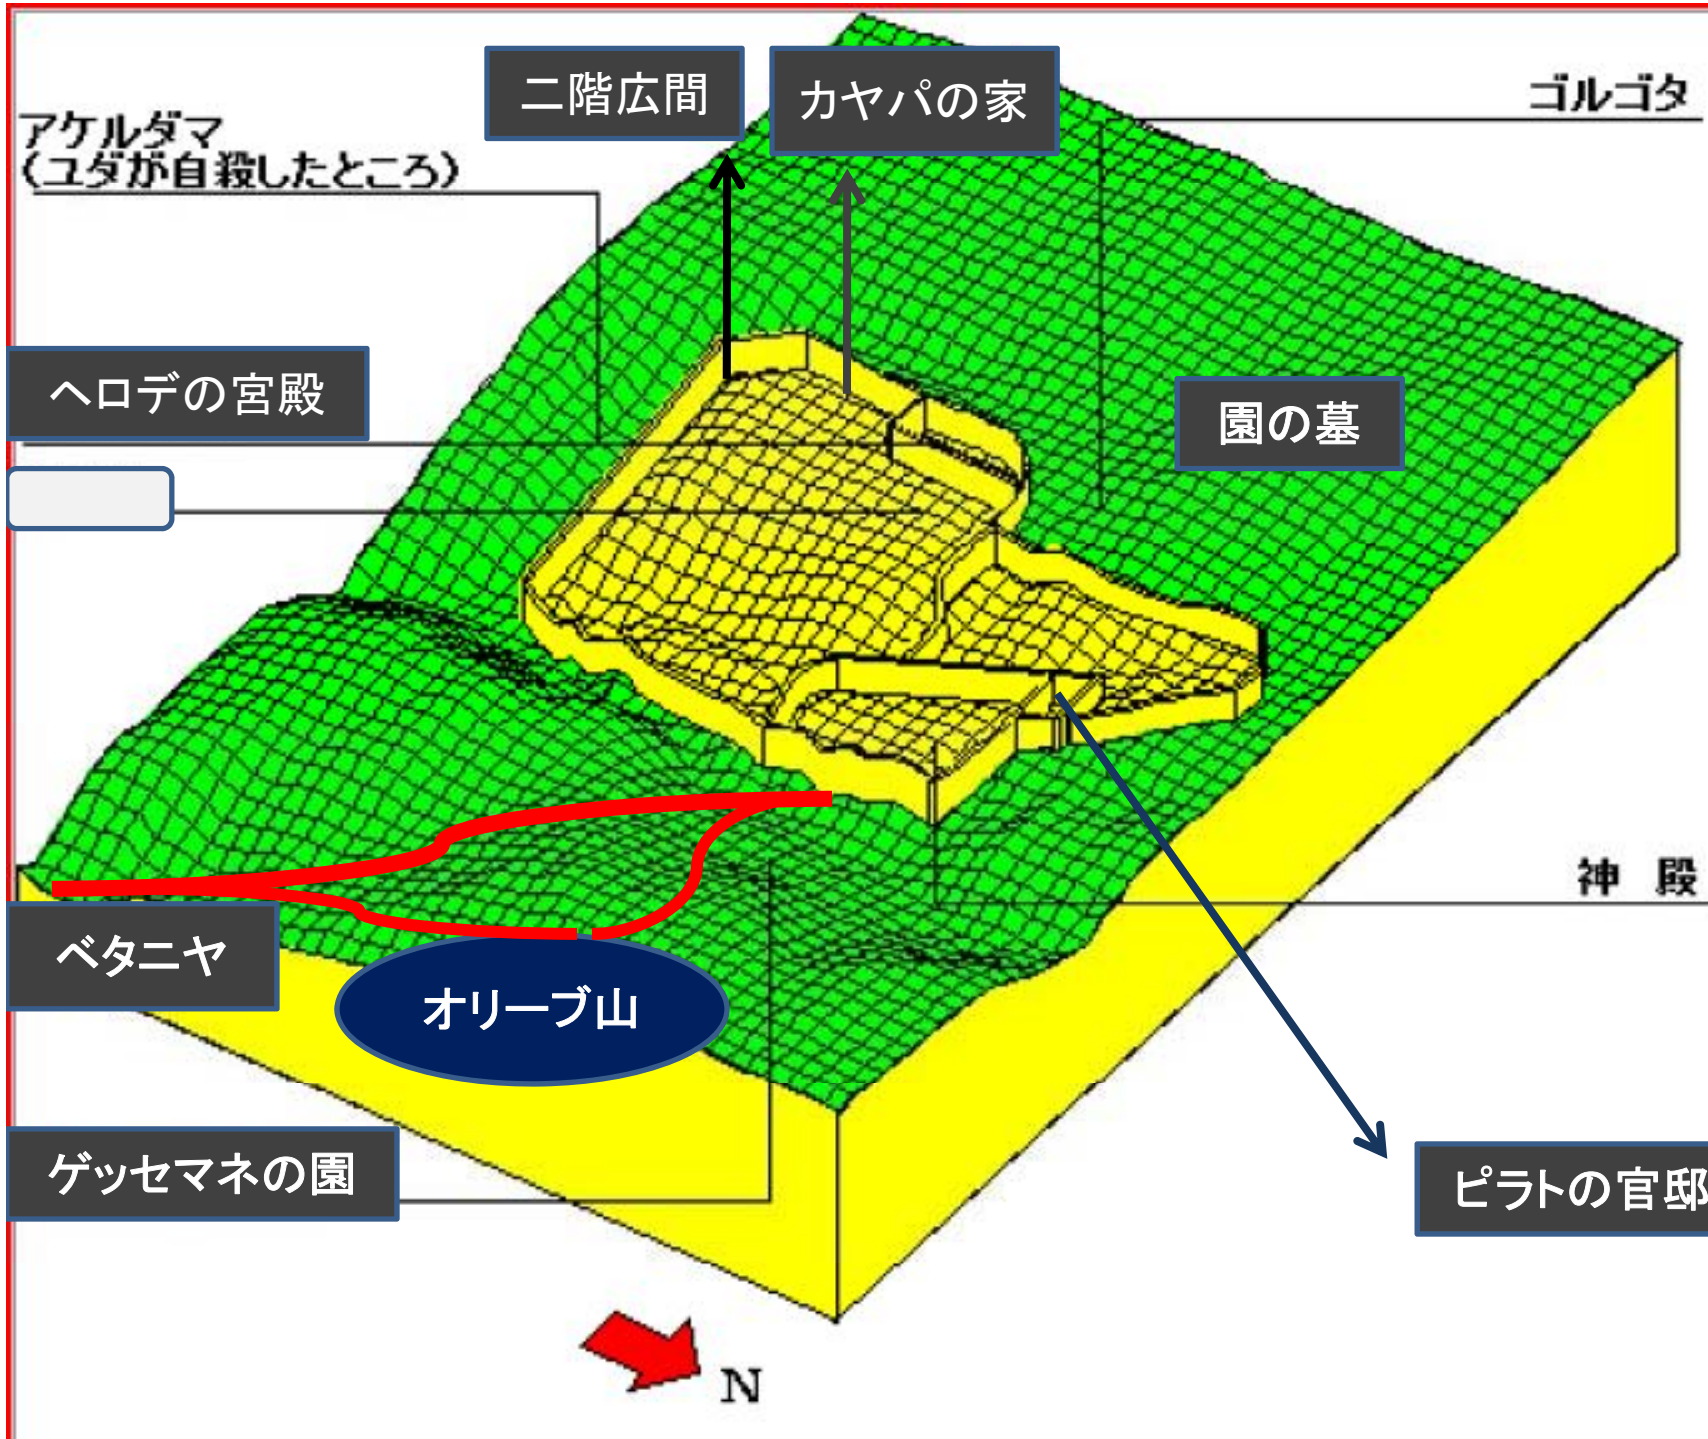 二階広間
カヤパの家
ゴルゴタ
アケルダマ
(ユダが自殺したところ)
ヘロデの宮殿
園の墓
神 殿
ベタニヤ
オリーブ山
ゲッセマネの園
ピラトの官邸
N